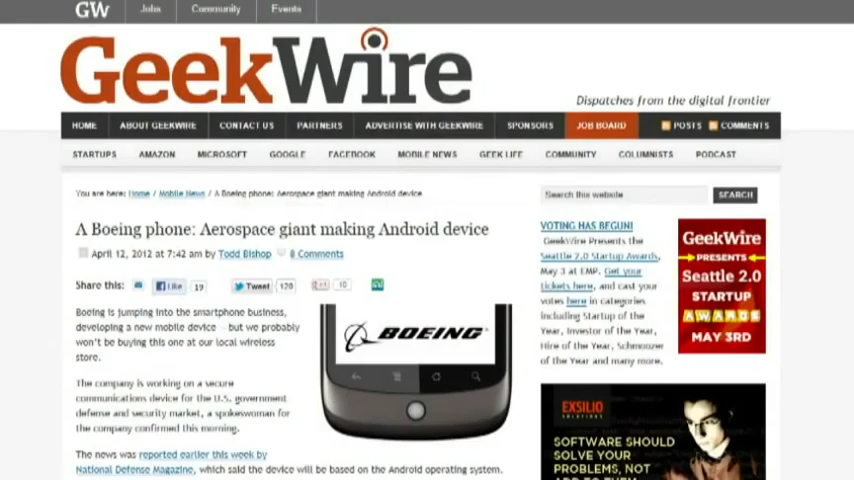 GW Jobs Community Events
GeekWire
Dispatches from the digital frontier
HOME ABOUT GEEKWIRE CONTACT US PARTNERS ADVERTISE WITH GEEKWIRE SPONSORS JOB BOARD POSTS COMMENTS
STARTUPS AMAZON MICROSOFT GOOGLE FACEBOOK MOBILE NEWS GEEK LIFE COMMUNITY COLUMNISTS PODCAST
You are here: Home / Mobile News / A Boeing phone: Aerospace giant making Android device
A Boeing phone: Aerospace giant making Android device
April 12, 2012 at 7:42 am by Todd Bishop 8 Comments
Share this: Like 19 Tweet 10
Boeing is jumping into the smartphone business,
developing a new mobile device but we probably
won't be buying this one at our local wireless
store.
The company is working on a secure
communications device for the U.S. government
defense and security market, a spokeswoman for
the company confirmed this morning.
The news was reported earlier this week by
National Defense Magazine, which said the device will be based on the Android operating system.
BOEING
Search this website SEARCH
VOTING HAS BEGUN!
GeekWire Presents the
Seattle 2.0 Startup Awards,
May 3 at EMP. Get your
tickets here, and cast your
votes here in categories
including Startup of the
Year, Investor of the Year,
Hire of the Year, Schmoozer
of the Year and many more.
GeekWire
PRESENTS
Seattle 2.0
STARTUP
AWARDS
MAY 3RD
EXSILIO
SOLUTIONS
SOFTWARE SHOULD
SOLVE YOUR
PROBLEMS, NOT
ADD TO THEM